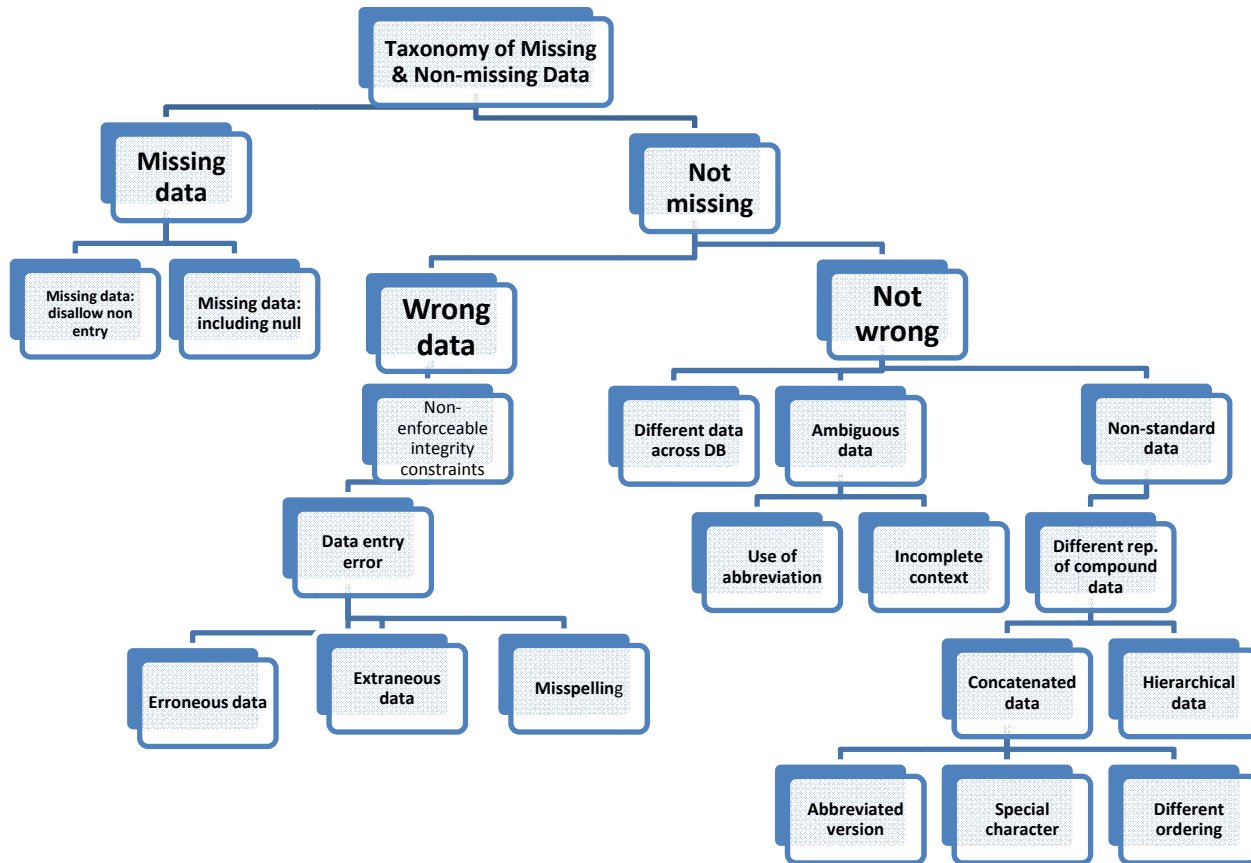 Taxonomy of Missing
& Non-missing Data
Missing
data
Not
missing
Missing data:
disallow non
entry
Missing data:
including null
Wrong
data
Not
wrong
Non-
enforceable
integrity
constraints
Different data
across DB
Ambiguous
data
Non-standard
data
Data entry
error
Use of
abbreviation
Incomplete
context
Different rep.
of compound
data
Erroneous data
Extraneous
data
Misspelling
Concatenated
data
Hierarchical
data
Abbreviated
version
Special
character
Different
ordering